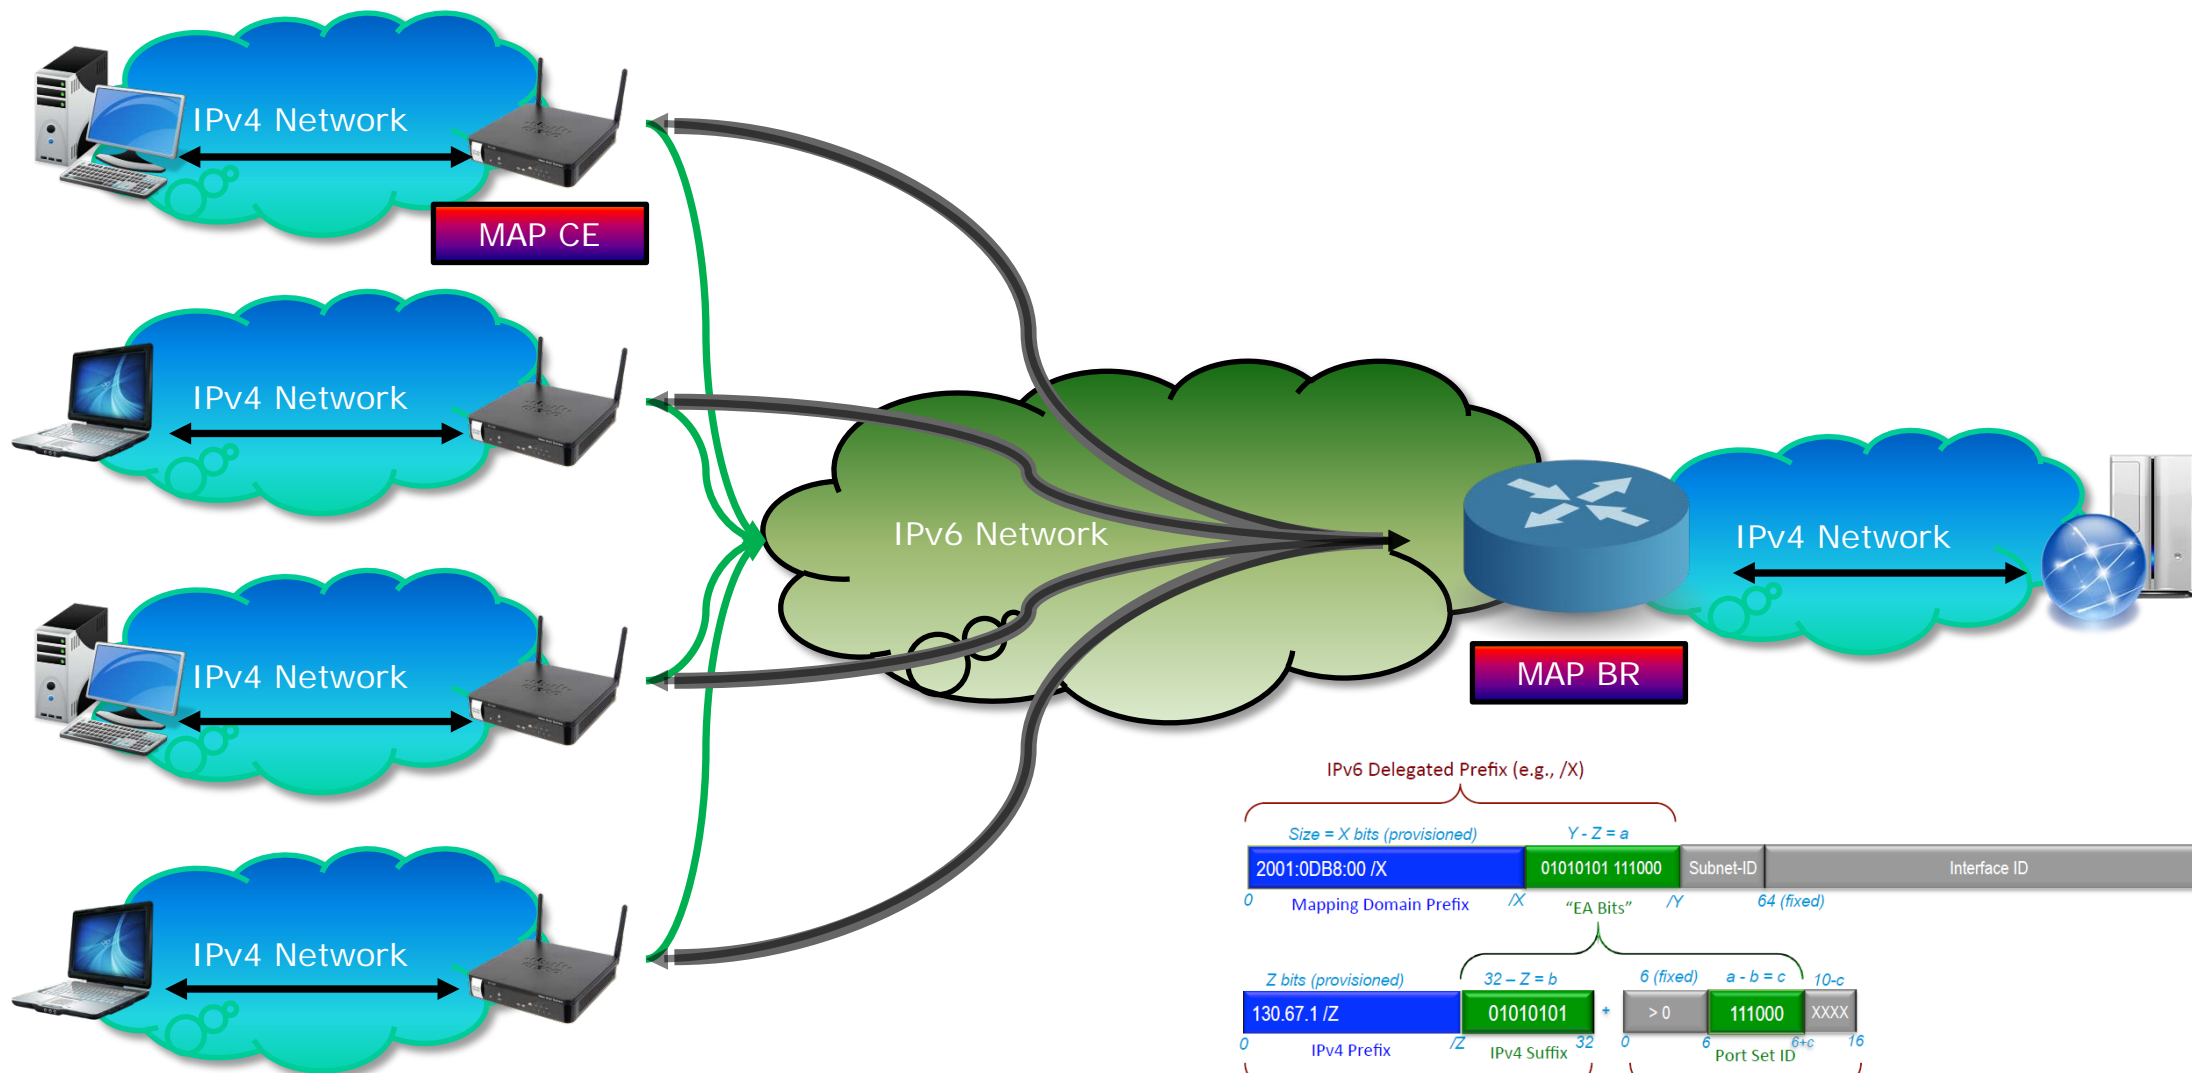 IPv4 Network
MAP CE
IPv4 Network
IPv4 Network
IPv4 Network
IPv6 Network
IPv4 Network
MAP BR
IPv6 Delegated Prefix (e.g., /X)
Size = X bits (provisioned) Y - Z = a
2001:0DB8:00 /X 01010101 111000 Subnet-ID Interface ID
0 Mapping Domain Prefix /X “EA Bits” /Y 64 (fixed)
Z bits (provisioned) 32 – Z = b 6 (fixed) a - b = c 10-c
130.67.1 /Z 01010101 + > 0 111000 XXXX
0 IPv4 Prefix /Z IPv4 Suffix 32 0 6 Port Set ID 6+c 16